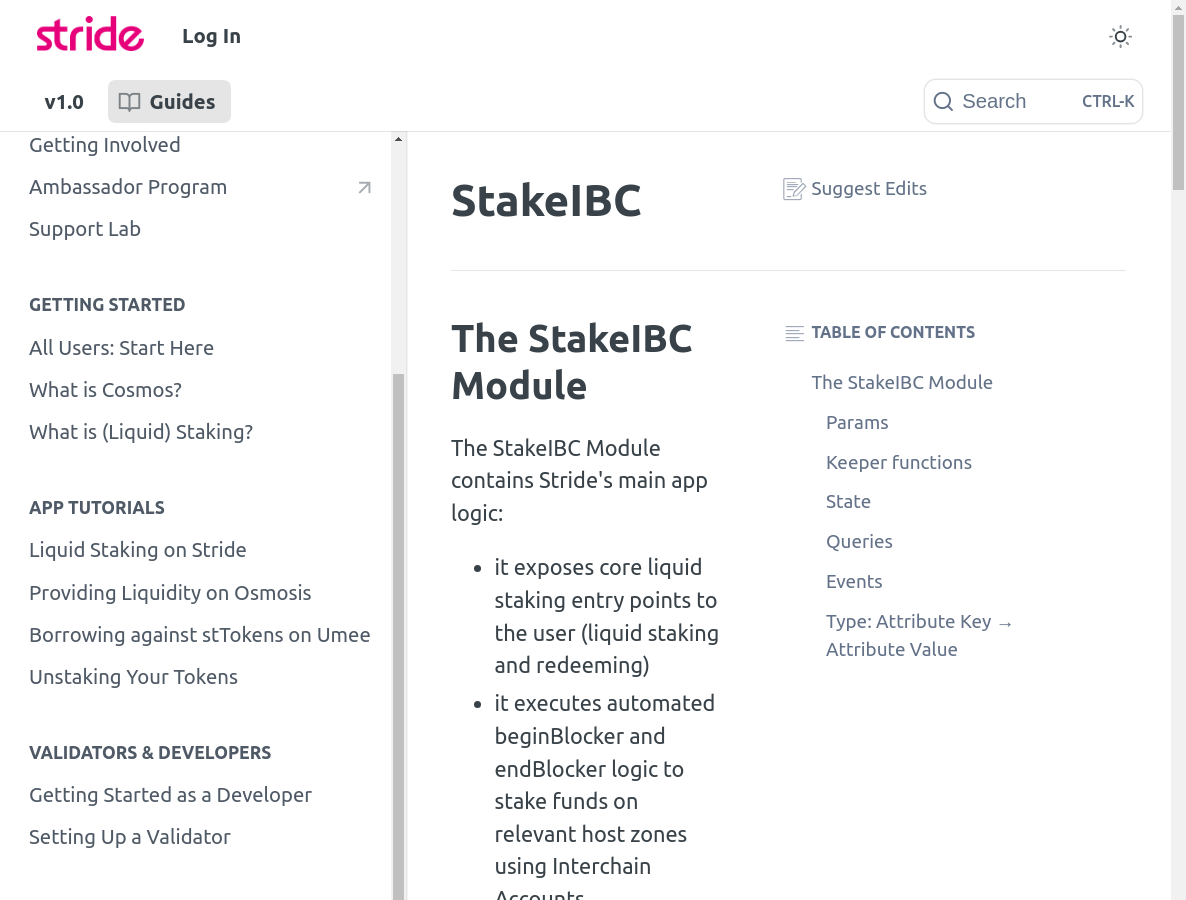 stride
Log In
v1.0
Guides
Search
CTRL-K
Getting Involved
Ambassador Program
Support Lab
GETTING STARTED
All Users: Start Here
What is Cosmos?
What is (Liquid) Staking?
APP TUTORIALS
Liquid Staking on Stride
Providing Liquidity on Osmosis
Borrowing against stTokens on Umee
Unstaking Your Tokens
VALIDATORS & DEVELOPERS
Getting Started as a Developer
Setting Up a Validator
StakeIBC
Suggest Edits
The StakeIBC
Module
The StakeIBC Module
contains Stride's main app
logic:
it exposes core liquid
staking entry points to
the user (liquid staking
and redeeming)
it executes automated
beginBlocker and
endBlocker logic to
stake funds on
relevant host zones
using Interchain
Accounts
TABLE OF CONTENTS
The StakeIBC Module
Params
Keeper functions
State
Queries
Events
Type: Attribute Key →
Attribute Value